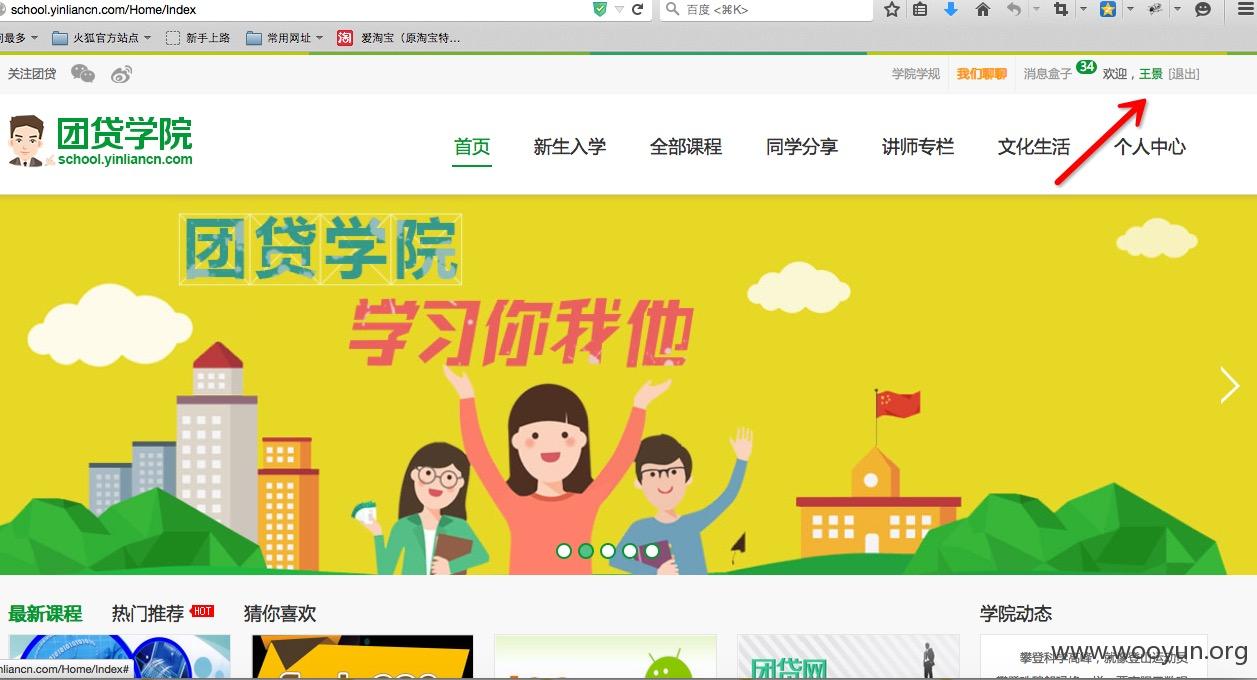 school.yinliancn.com/Home/Index
百度 <⌘K>
问最多
火狐官方站点
新手上路
常用网址
淘
爱淘宝（原淘宝特…
关注团贷
学院学规
我们聊聊
消息盒子 34
欢迎，王景 [退出]
团贷学院
school.yinliancn.com
首页
新生入学
全部课程
同学分享
讲师专栏
文化生活
个人中心
团贷学院
学习你我他
最新课程
热门推荐 HOT
猜你喜欢
学院动态
团贷网
攀登科学高峰，就像登山运动员
www.wooyun.org
nliancn.com/Home/Index#